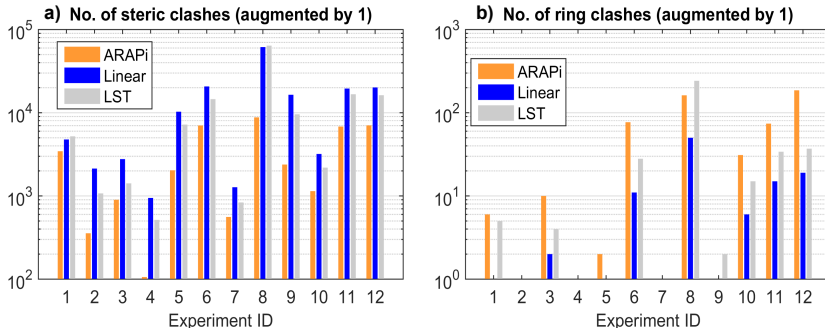 a) No. of steric clashes (augmented by 1)
10^5
10^4
10^3
10^2
ARAPi
Linear
LST
1 2 3 4 5 6 7 8 9 10 11 12
Experiment ID
b) No. of ring clashes (augmented by 1)
10^3
10^2
10^1
10^0
ARAPi
Linear
LST
1 2 3 4 5 6 7 8 9 10 11 12
Experiment ID